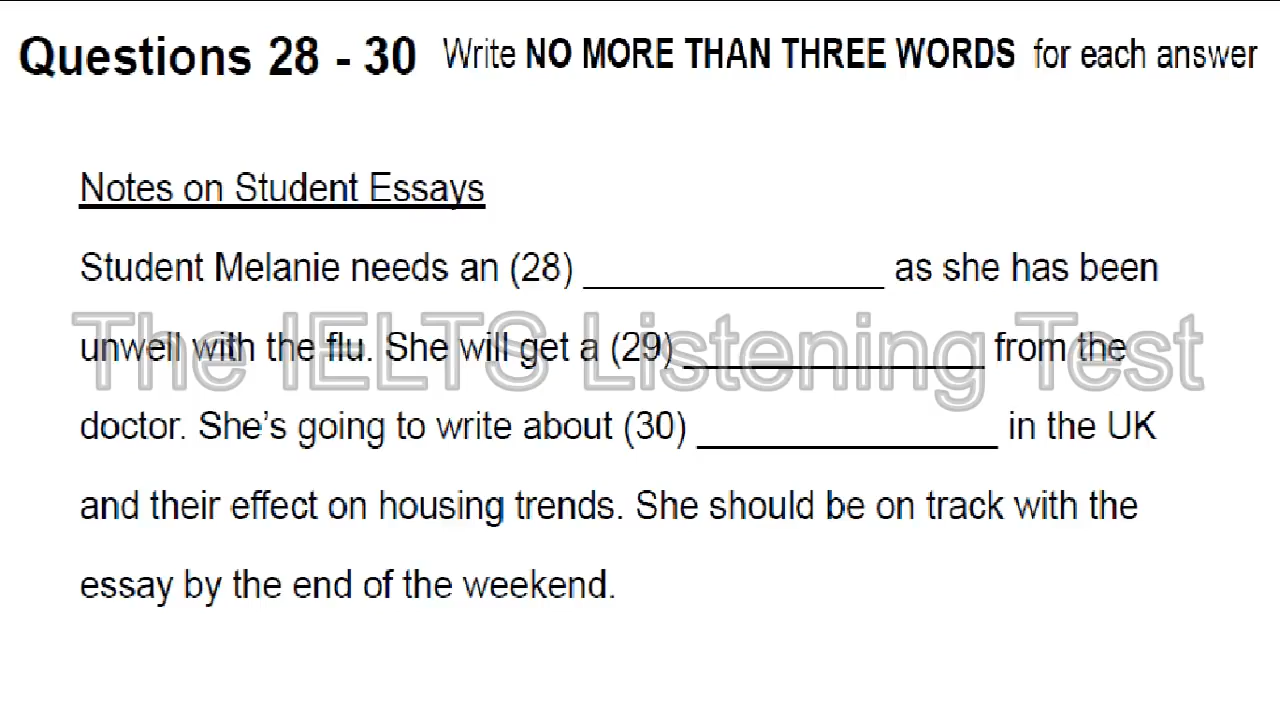 Questions 28 - 30 Write NO MORE THAN THREE WORDS for each answer
Notes on Student Essays
Student Melanie needs an (28) _______________ as she has been
unwell with the flu. She will get a (29) _______________ from the
The IELTS Listening Test
doctor. She's going to write about (30) _______________ in the UK
and their effect on housing trends. She should be on track with the
essay by the end of the weekend.